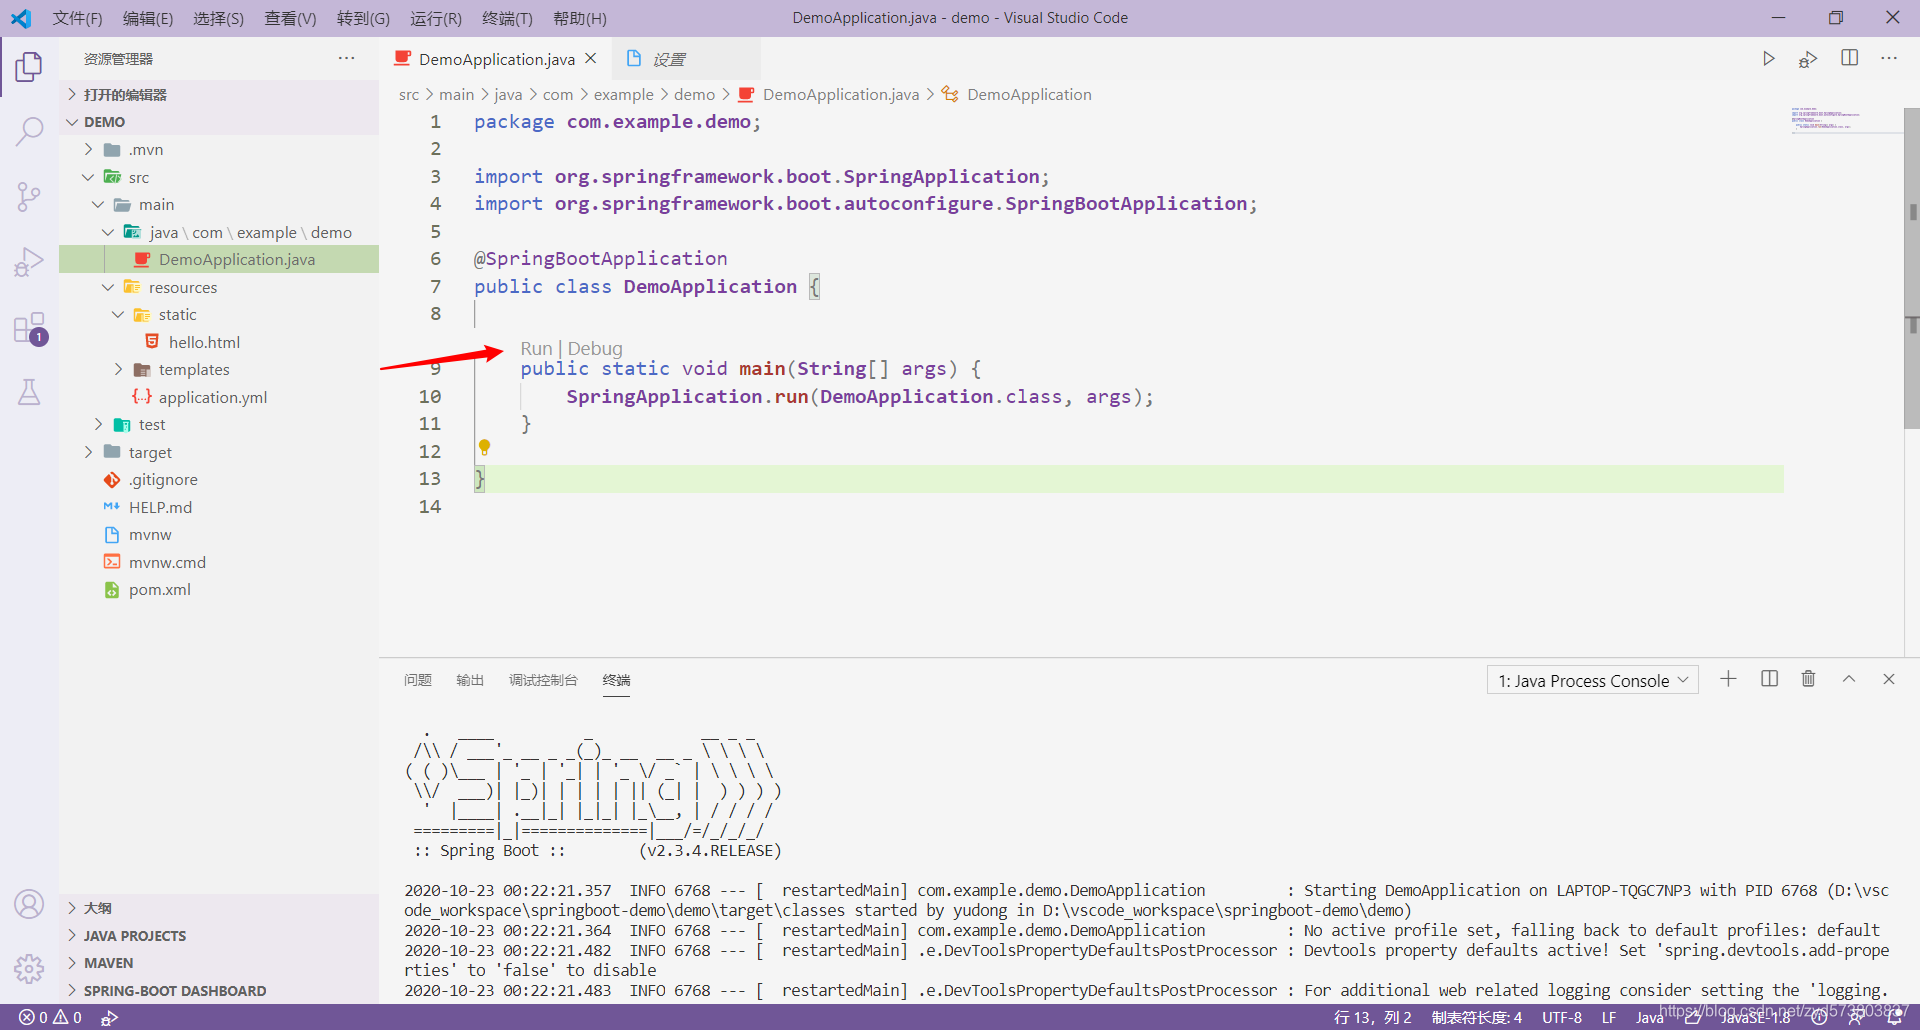 文件(F) 编辑(E) 选择(S) 查看(V) 转到(G) 运行(R) 终端(T) 帮助(H) DemoApplication.java - demo - Visual Studio Code
资源管理器 ···
DemoApplication.java × 设置
打开的编辑器
DEMO
.mvn
src
main
java \ com \ example \ demo
DemoApplication.java
resources
static
hello.html
templates
application.yml
test
target
.gitignore
HELP.md
mvnw
mvnw.cmd
pom.xml
1
大纲
JAVA PROJECTS
MAVEN
SPRING-BOOT DASHBOARD
src > main > java > com > example > demo > DemoApplication.java > DemoApplication
1 package com.example.demo;
2
3 import org.springframework.boot.SpringApplication;
4 import org.springframework.boot.autoconfigure.SpringBootApplication;
5
6 @SpringBootApplication
7 public class DemoApplication {
8
Run | Debug
9 public static void main(String[] args) {
10 SpringApplication.run(DemoApplication.class, args);
11 }
12
13 }
14
问题 输出 调试控制台 终端 1: Java Process Console
  .   ____          _            __ _ _
 /\\ / ___'_ __ _ _(_)_ __  __ _ \ \ \ \
( ( )\___ | '_ | '_| | '_ \/ _` | \ \ \ \
 \\/  ___)| |_)| | | | | || (_| |  ) ) ) )
  '  |____| .__|_| |_|_| |_\__, | / / / /
 =========|_|==============|___/=/_/_/_/
 :: Spring Boot ::        (v2.3.4.RELEASE)
2020-10-23 00:22:21.357  INFO 6768 --- [  restartedMain] com.example.demo.DemoApplication         : Starting DemoApplication on LAPTOP-TQGC7NP3 with PID 6768 (D:\vsc
ode_workspace\springboot-demo\demo\target\classes started by yudong in D:\vscode_workspace\springboot-demo\demo)
2020-10-23 00:22:21.364  INFO 6768 --- [  restartedMain] com.example.demo.DemoApplication         : No active profile set, falling back to default profiles: default
2020-10-23 00:22:21.482  INFO 6768 --- [  restartedMain] .e.DevToolsPropertyDefaultsPostProcessor : Devtools property defaults active! Set 'spring.devtools.add-prope
rties' to 'false' to disable
2020-10-23 00:22:21.483  INFO 6768 --- [  restartedMain] .e.DevToolsPropertyDefaultsPostProcessor : For additional web related logging consider setting the 'logging.
0 0 行 13，列 2 制表符长度: 4 UTF-8 LF Java JavaSE-1.8